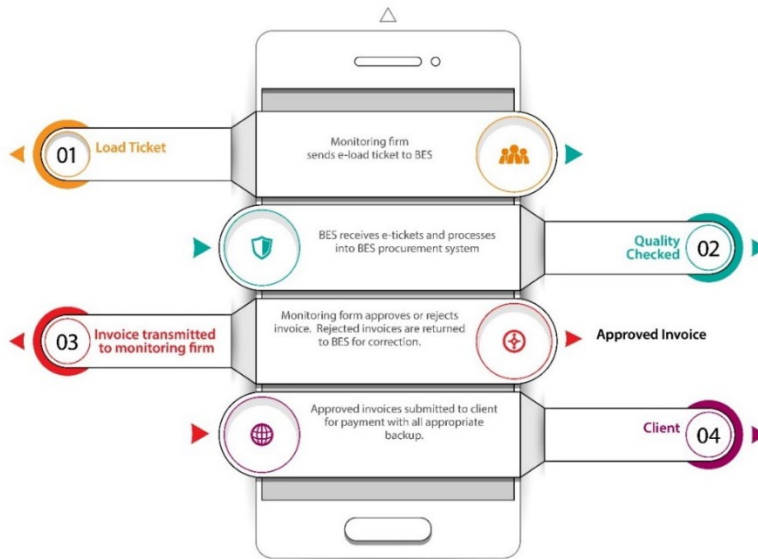 01
Load Ticket
Monitoring firm
sends e-load ticket to BES
BES receives e-tickets and processes
into BES procurement system
Quality
Checked
02
03
Invoice transmitted
to monitoring firm
Monitoring form approves or rejects
invoice. Rejected invoices are returned
to BES for correction.
Approved Invoice
Approved invoices submitted to client
for payment with all appropriate
backup.
Client
04